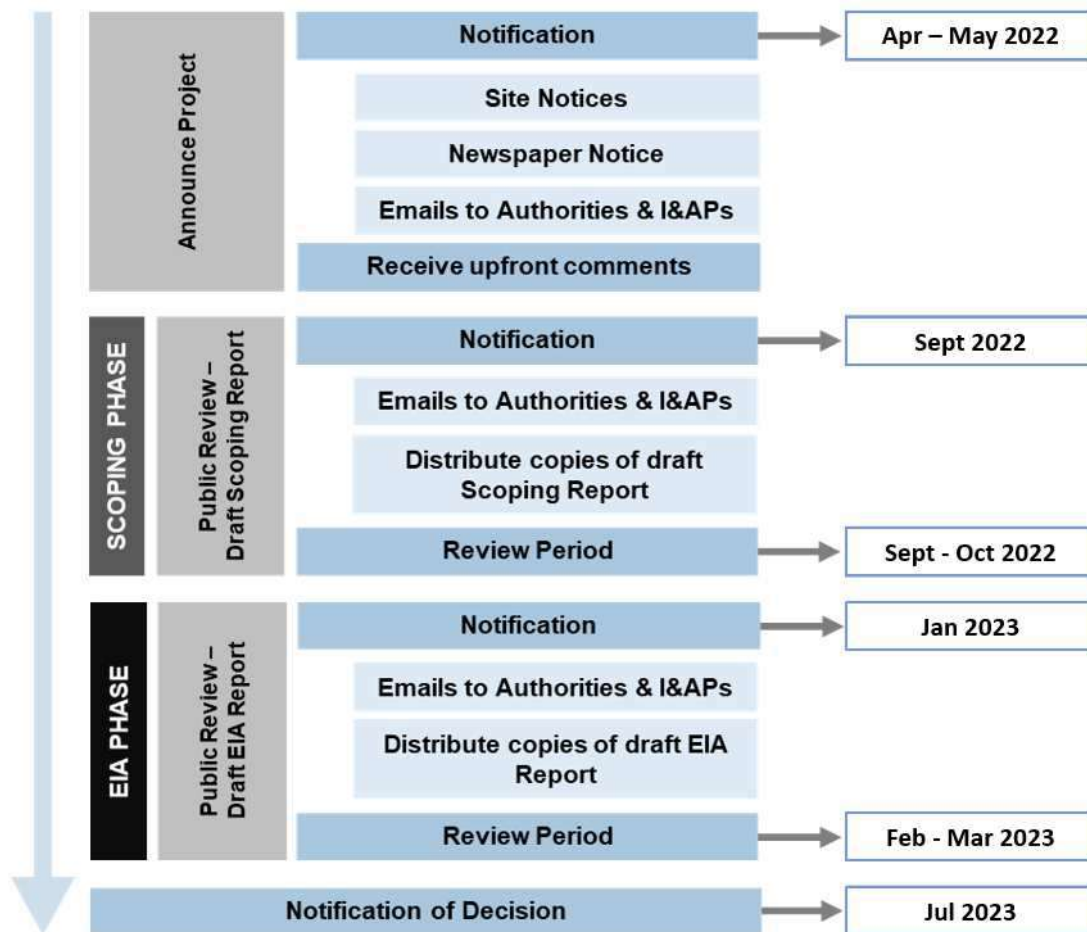 Announce Project
Notification
Apr – May 2022
Site Notices
Newspaper Notice
Emails to Authorities & I&APs
Receive upfront comments
SCOPING PHASE
Public Review –
Draft Scoping Report
Notification
Sept 2022
Emails to Authorities & I&APs
Distribute copies of draft
Scoping Report
Review Period
Sept - Oct 2022
EIA PHASE
Public Review –
Draft EIA Report
Notification
Jan 2023
Emails to Authorities & I&APs
Distribute copies of draft EIA
Report
Review Period
Feb - Mar 2023
Notification of Decision
Jul 2023